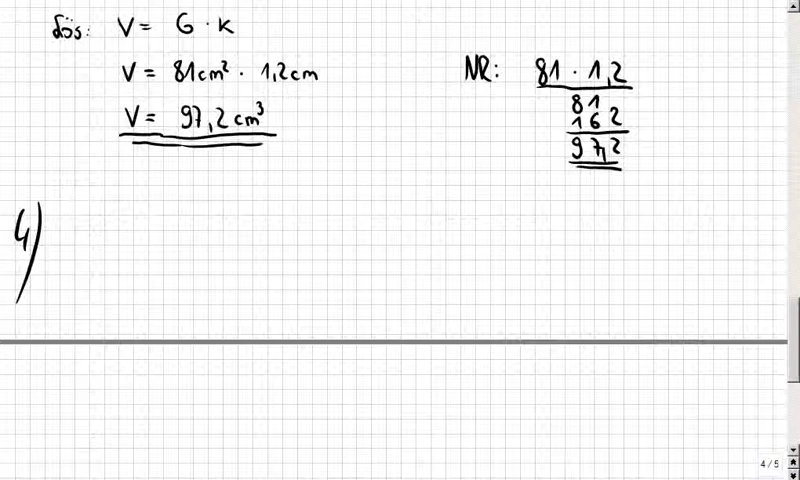 Lös: V = G · K
V = 81cm² · 1,2cm
V = 97,2cm³
NR: 81 · 1,2
81
162
97,2
4)
4 / 5